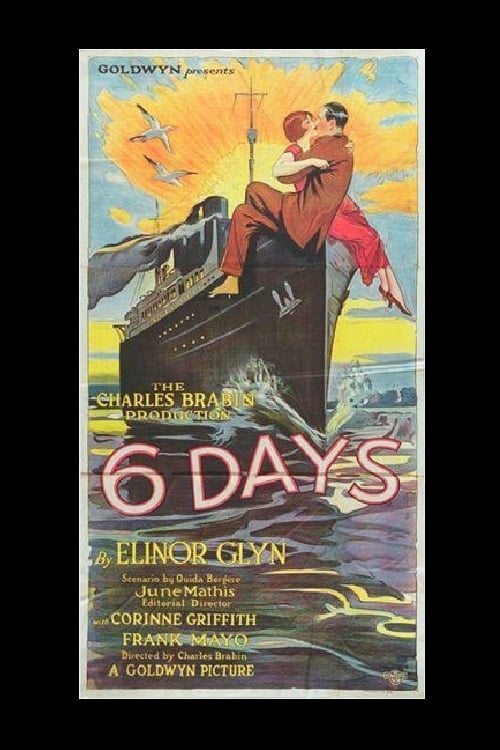 GOLDWYN presents
THE
CHARLES BRABIN
PRODUCTION
6 DAYS
By ELINOR GLYN
Scenario by Ouida Bergere
June Mathis
Editorial Director
with CORINNE GRIFFITH
FRANK MAYO
Directed by Charles Brabin
A GOLDWYN PICTURE